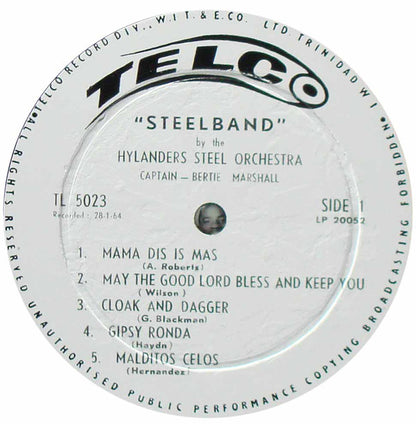 •TELCO RECORD DIV., W.I.T. & E.CO. LTD. TRINIDAD W.I.
TELCO
"STEELBAND"
by the
HYLANDERS STEEL ORCHESTRA
CAPTAIN — BERTIE MARSHALL
TL 5023
Recorded : 28-1-64
SIDE 1
LP 20052
1. MAMA DIS IS MAS
(A. Roberts)
2. MAY THE GOOD LORD BLESS AND KEEP YOU
(Wilson)
3. CLOAK AND DAGGER
(G. Blackman)
4. GIPSY RONDA
(Haydn)
5. MALDITOS CELOS
(Hernandez)
•ALL RIGHTS RESERVED UNAUTHORISED PUBLIC PERFORMANCE COPYING BROADCASTING FORBIDDEN•